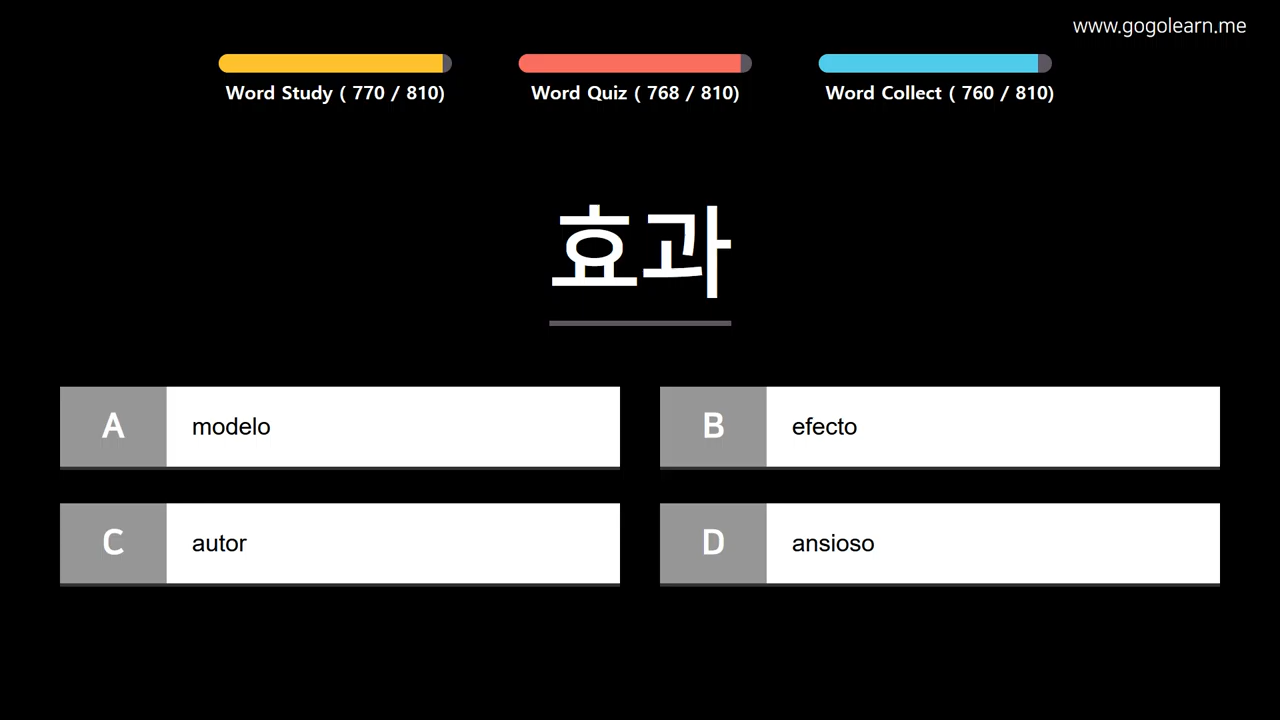 www.gogolearn.me
Word Study ( 770 / 810)
Word Quiz ( 768 / 810)
Word Collect ( 760 / 810)
효과
A modelo
B efecto
C autor
D ansioso